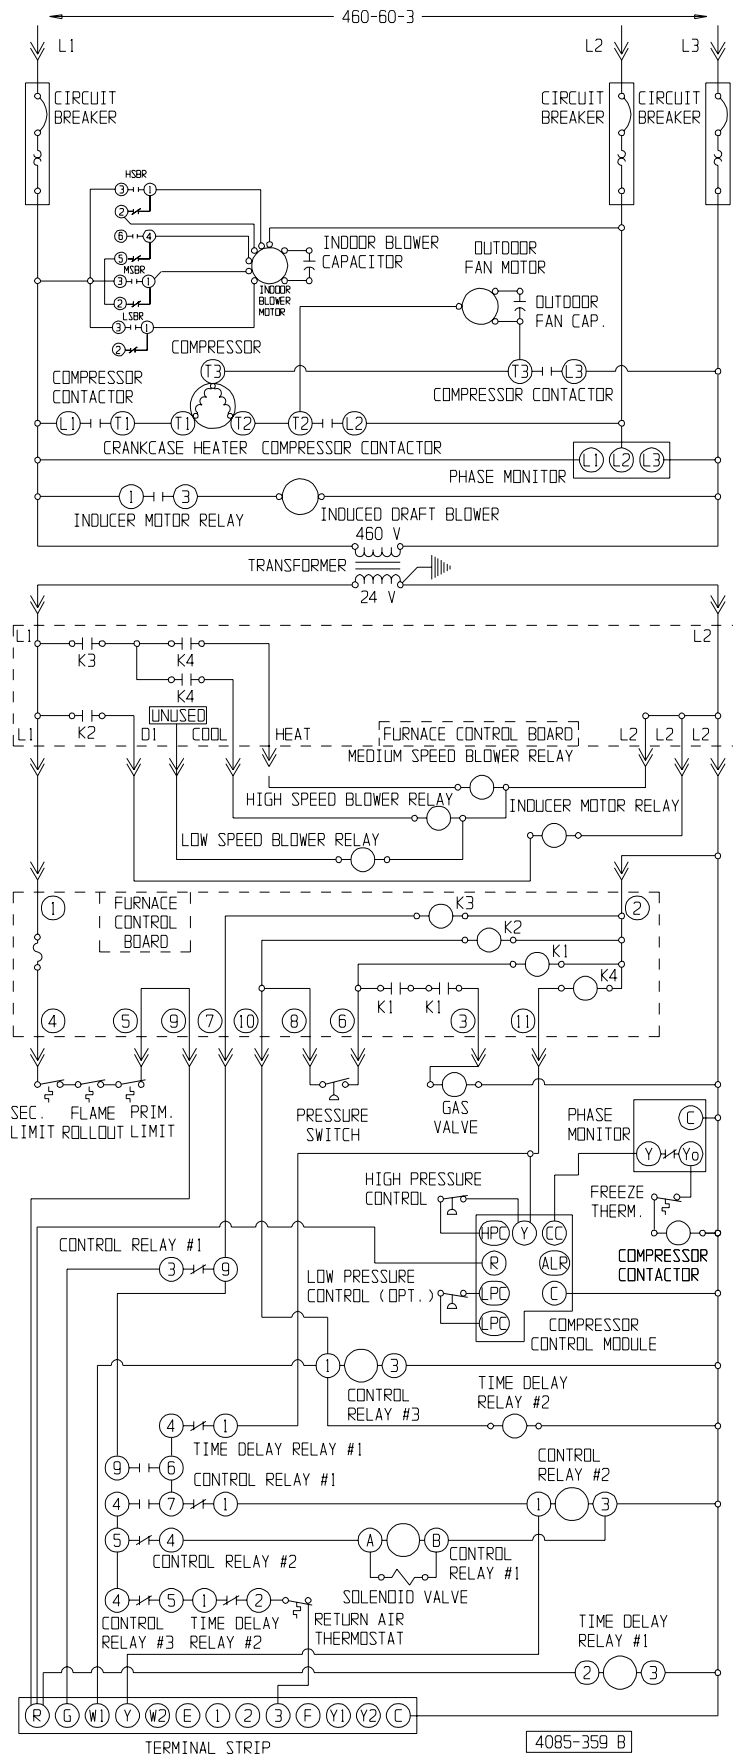 460-60-3
L1
L2
L3
CIRCUIT
BREAKER
CIRCUIT
BREAKER
CIRCUIT
BREAKER
HSBR
3 1
2
6 4
5
MSBR
3 1
2
LSBR
3 1
2
INDOOR BLOWER
CAPACITOR
INDOOR
BLOWER
MOTOR
OUTDOOR
FAN MOTOR
OUTDOOR
FAN CAP.
COMPRESSOR
T3
T3 L3
COMPRESSOR
CONTACTOR
COMPRESSOR CONTACTOR
L1 T1 T1 T2 T2 L2
CRANKCASE HEATER
COMPRESSOR CONTACTOR
L1 L2 L3
PHASE MONITOR
1 3
INDUCER MOTOR RELAY
INDUCED DRAFT BLOWER
460 V
TRANSFORMER
24 V
L1
L2
K3
K4
K4
UNUSED
L1
K2
D1
COOL
HEAT
FURNACE CONTROL BOARD
L2
L2
L2
MEDIUM SPEED BLOWER RELAY
HIGH SPEED BLOWER RELAY
INDUCER MOTOR RELAY
LOW SPEED BLOWER RELAY
1
FURNACE
CONTROL
BOARD
2
K3
K2
K1
K4
K1
K1
4
5
9
7
10
8
6
3
11
SEC.
LIMIT
FLAME
ROLLOUT
PRIM.
LIMIT
PRESSURE
SWITCH
GAS
VALVE
PHASE
MONITOR
C
Y Yo
HIGH PRESSURE
CONTROL
FREEZE
THERM.
COMPRESSOR
CONTACTOR
HPC Y CC
R ALR
LPC C
LPC
LOW PRESSURE
CONTROL (OPT.)
COMPRESSOR
CONTROL MODULE
CONTROL RELAY #1
3 9
1 3
CONTROL
RELAY #3
TIME DELAY
RELAY #2
4 1
TIME DELAY RELAY #1
9 6
CONTROL RELAY #1
CONTROL
RELAY #2
4 7 1
1 3
5 4
CONTROL RELAY #2
A B
CONTROL
RELAY #1
SOLENOID VALVE
4 5 1 2
CONTROL
RELAY #3
TIME DELAY
RELAY #2
RETURN AIR
THERMOSTAT
TIME DELAY
RELAY #1
2 3
R G W1 Y W2 E 1 2 3 F Y1 Y2 C
TERMINAL STRIP
4085-359 B